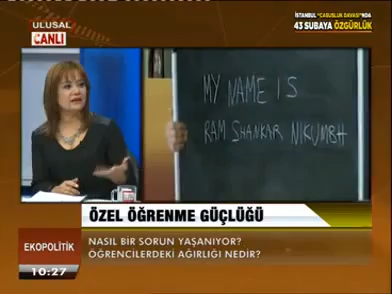 ULUSAL
CANLI
İSTANBUL "CASUSLUK DAVASI"NDA
43 SUBAYA ÖZGÜRLÜK
MY NAME IS
RAM SHANKAR NIKUMBH
ÖZEL ÖĞRENME GÜÇLÜĞÜ
EKOPOLİTİK
NASIL BİR SORUN YAŞANIYOR?
ÖĞRENCİLERDEKİ AĞIRLIĞI NEDİR?
10:27